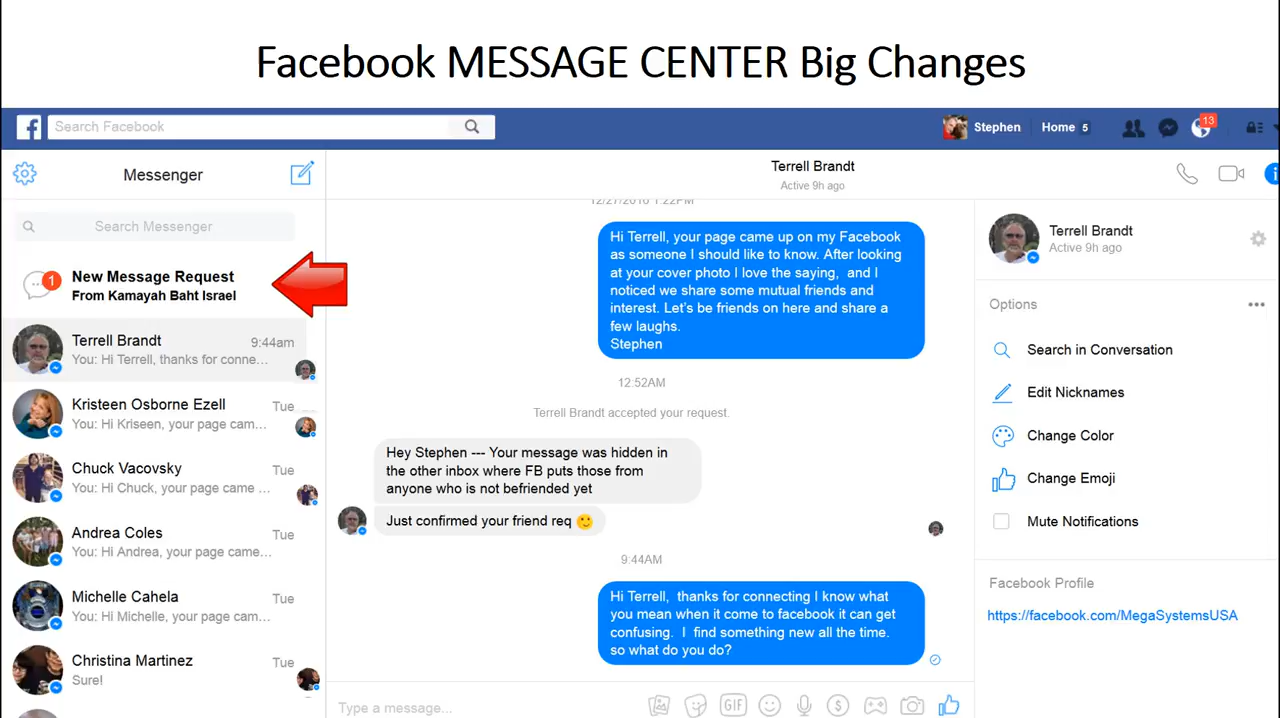 Facebook MESSAGE CENTER Big Changes
f
Search Facebook
Stephen
Home 5
13
Messenger
Search Messenger
1
New Message Request
From Kamayah Baht Israel
Terrell Brandt
9:44am
You: Hi Terrell, thanks for conne...
Kristeen Osborne Ezell
Tue
You: Hi Kriseen, your page cam...
Chuck Vacovsky
Tue
You: Hi Chuck, your page came ...
Andrea Coles
Tue
You: Hi Andrea, your page came...
Michelle Cahela
Tue
You: Hi Michelle, your page cam...
Christina Martinez
Tue
Sure!
Terrell Brandt
Active 9h ago
12/27/2016 1:22PM
Hi Terrell, your page came up on my Facebook
as someone I should like to know. After looking
at your cover photo I love the saying,  and I
noticed we share some mutual friends and
interest. Let's be friends on here and share a
few laughs.
Stephen
12:52AM
Terrell Brandt accepted your request.
Hey Stephen --- Your message was hidden in
the other inbox where FB puts those from
anyone who is not befriended yet
Just confirmed your friend req 🙂
9:44AM
Hi Terrell,  thanks for connecting I know what
you mean when it come to facebook it can get
confusing.  I  find something new all the time.
so what do you do?
Type a message...
GIF
$
i
Terrell Brandt
Active 9h ago
Options
Search in Conversation
Edit Nicknames
Change Color
Change Emoji
Mute Notifications
Facebook Profile
https://facebook.com/MegaSystemsUSA